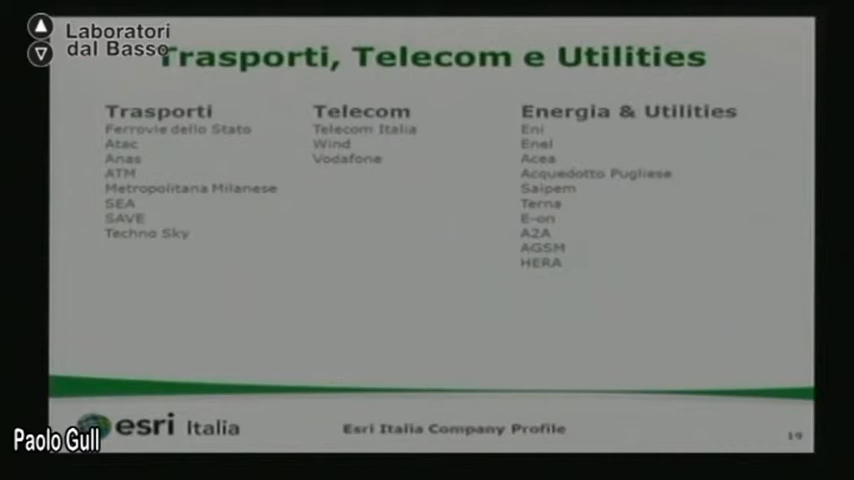 Laboratori
dal Basso
Trasporti, Telecom e Utilities
Trasporti
Ferrovie dello Stato
Atac
Anas
ATM
Metropolitana Milanese
SEA
SAVE
Techno Sky
Telecom
Telecom Italia
Wind
Vodafone
Energia & Utilities
Eni
Enel
Acea
Acquedotto Pugliese
Saipem
Terna
E-on
A2A
AGSM
HERA
esri Italia
Esri Italia Company Profile
19
Paolo Gull